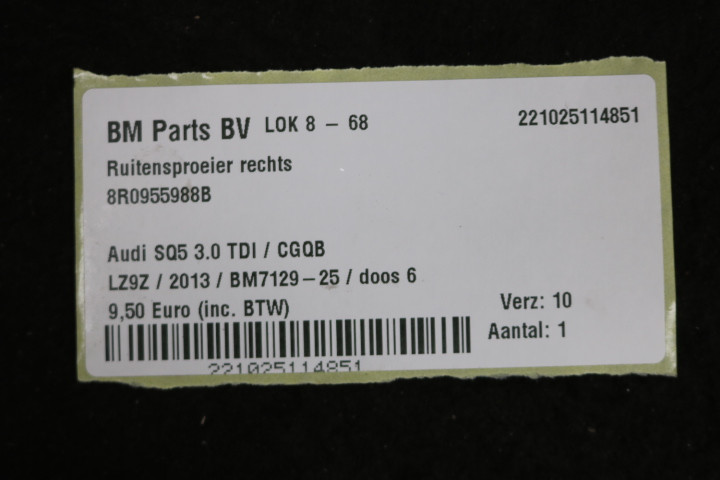 BM Parts BV LOK 8 – 68 221025114851
Ruitensproeier rechts
8R0955988B
Audi SQ5 3.0 TDI / CGQB
LZ9Z / 2013 / BM7129–25 / doos 6
9,50 Euro (inc. BTW) Verz: 10
Aantal: 1
221025114851